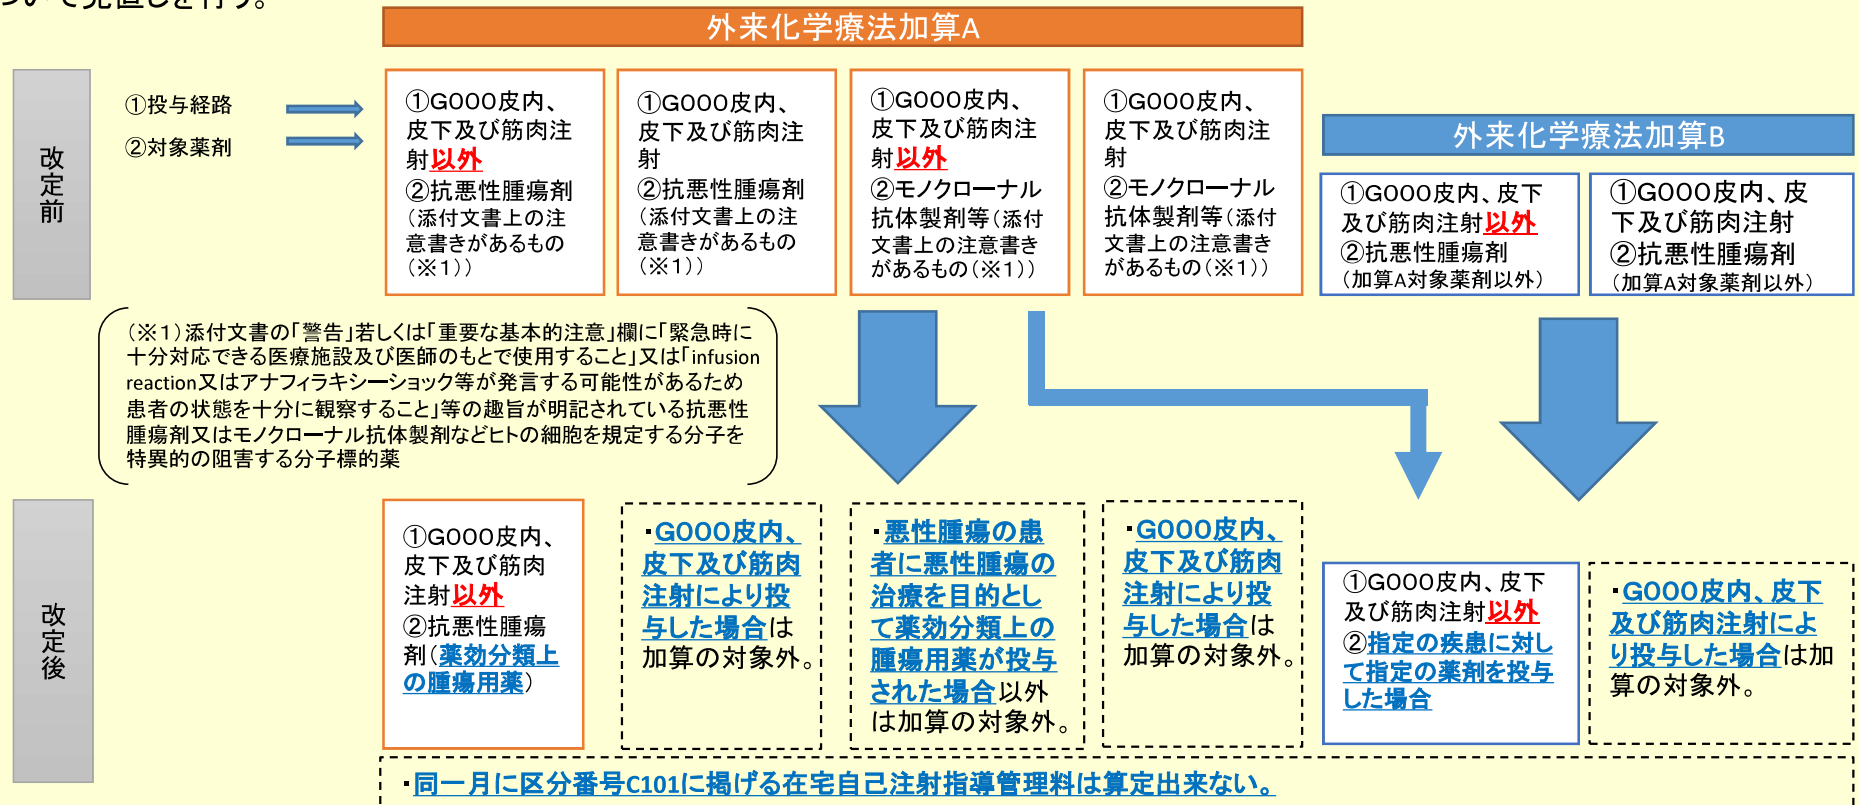 ついて見直しを行う。
外来化学療法加算A
改定前
①投与経路
②対象薬剤
①G000皮内、
皮下及び筋肉注
射以外
②抗悪性腫瘍剤
(添付文書上の注
意書きがあるもの
(※1))
①G000皮内、
皮下及び筋肉注
射
②抗悪性腫瘍剤
(添付文書上の注
意書きがあるもの
(※1))
①G000皮内、
皮下及び筋肉注
射以外
②モノクローナル
抗体製剤等(添付
文書上の注意書き
があるもの(※1))
①G000皮内、
皮下及び筋肉注
射
②モノクローナル
抗体製剤等(添付
文書上の注意書き
があるもの(※1))
外来化学療法加算B
①G000皮内、皮下
及び筋肉注射以外
②抗悪性腫瘍剤
(加算A対象薬剤以外)
①G000皮内、皮
下及び筋肉注射
②抗悪性腫瘍剤
(加算A対象薬剤以外)
(※1)添付文書の「警告」若しくは「重要な基本的注意」欄に「緊急時に
十分対応できる医療施設及び医師のもとで使用すること」又は「infusion
reaction又はアナフィラキシーショック等が発言する可能性があるため
患者の状態を十分に観察すること」等の趣旨が明記されている抗悪性
腫瘍剤又はモノクローナル抗体製剤などヒトの細胞を規定する分子を
特異的の阻害する分子標的薬
改定後
①G000皮内、
皮下及び筋肉
注射以外
②抗悪性腫瘍
剤(薬効分類上
の腫瘍用薬)
・G000皮内、
皮下及び筋肉
注射により投
与した場合は
加算の対象外。
・悪性腫瘍の患
者に悪性腫瘍の
治療を目的とし
て薬効分類上の
腫瘍用薬が投与
された場合以外
は加算の対象外。
・G000皮内、
皮下及び筋肉
注射により投
与した場合は
加算の対象外。
①G000皮内、皮下
及び筋肉注射以外
②指定の疾患に対し
て指定の薬剤を投与
した場合
・G000皮内、皮下
及び筋肉注射によ
り投与した場合は加
算の対象外。
・同一月に区分番号C101に掲げる在宅自己注射指導管理料は算定出来ない。